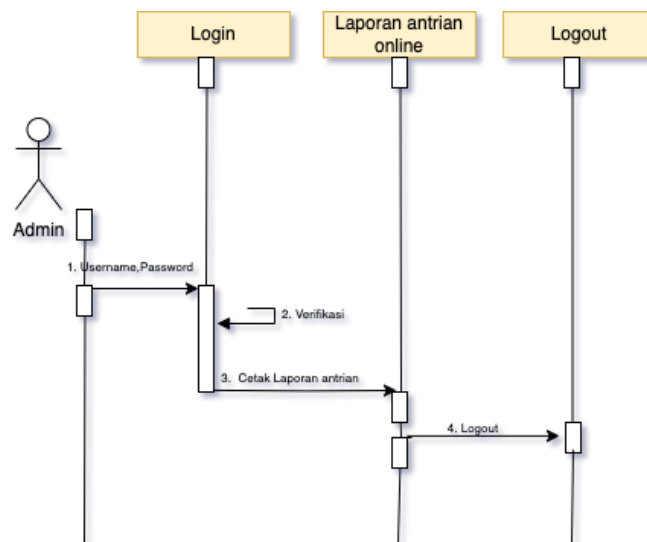 Login
Laporan antrian
online
Logout
Admin
1. Username,Password
2. Verifikasi
3. Cetak Laporan antrian
4. Logout